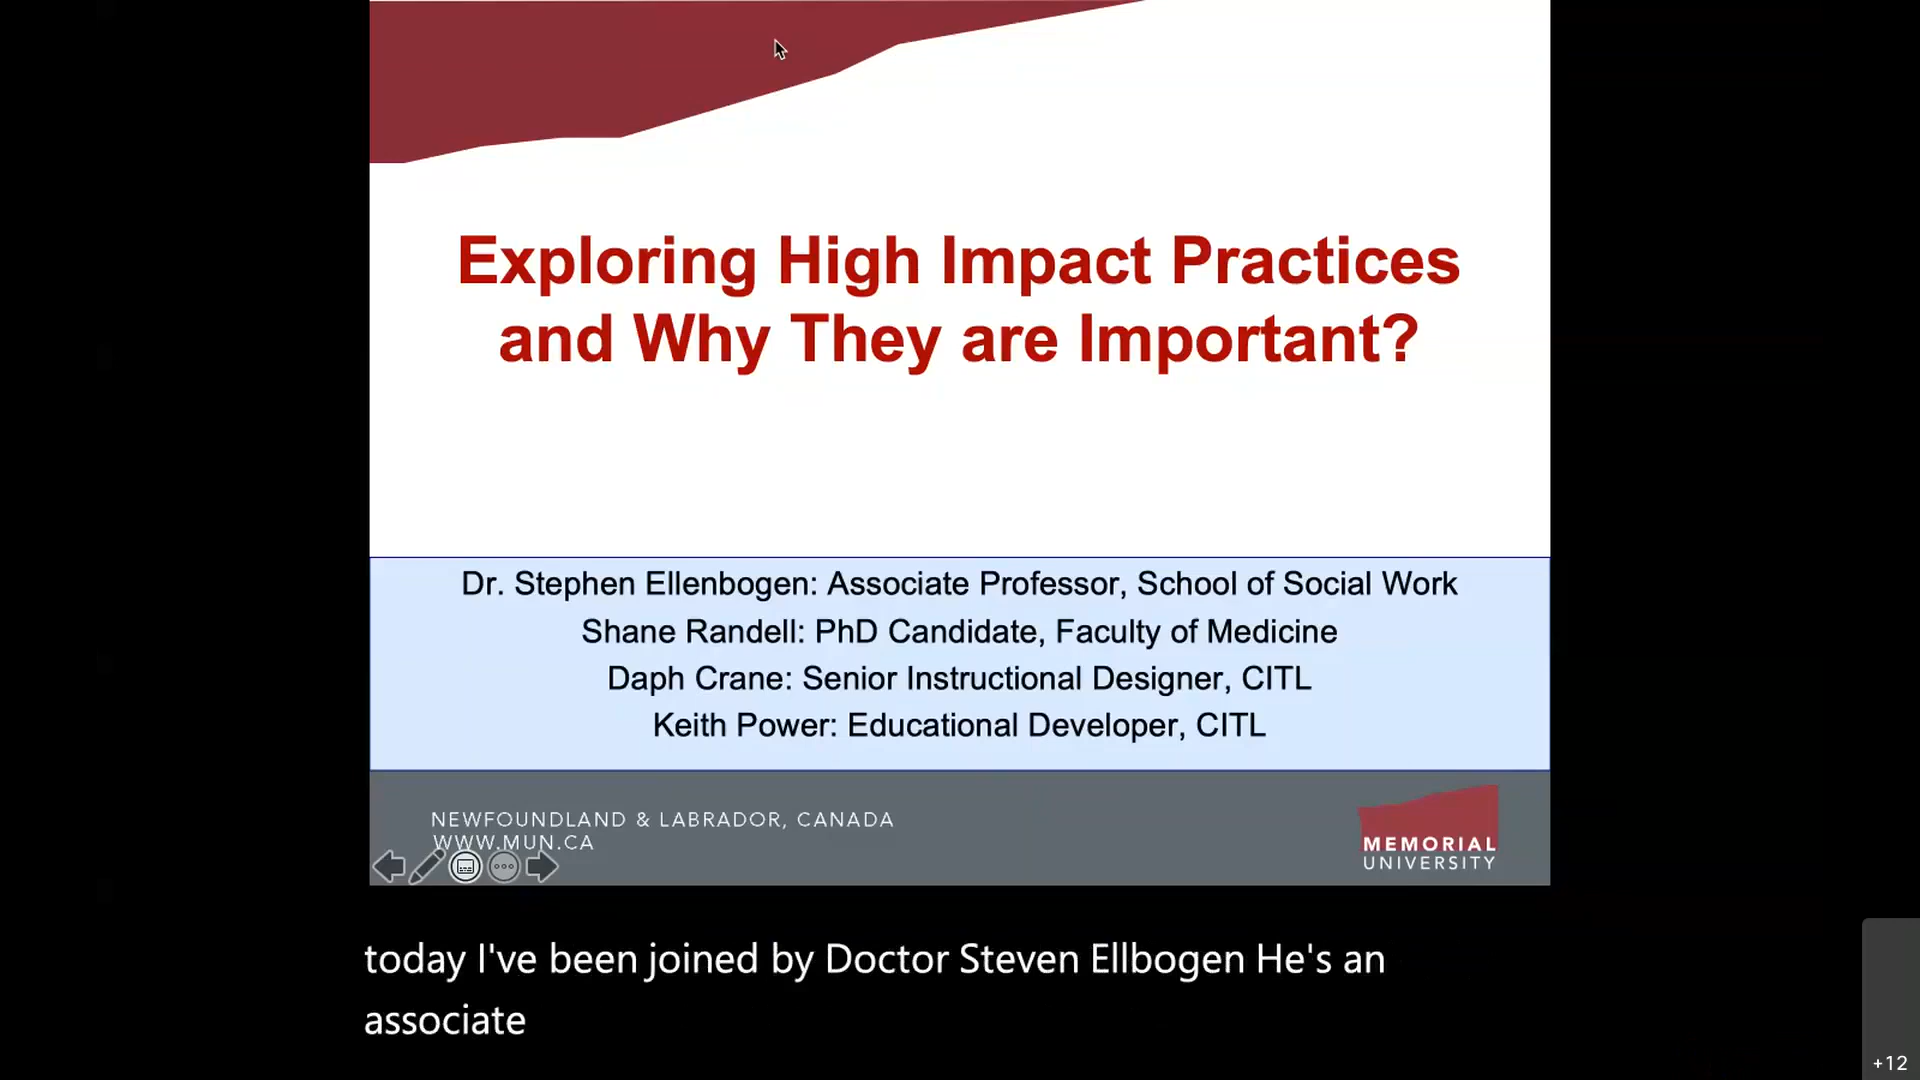 Exploring High Impact Practices
and Why They are Important?
Dr. Stephen Ellenbogen: Associate Professor, School of Social Work
Shane Randell: PhD Candidate, Faculty of Medicine
Daph Crane: Senior Instructional Designer, CITL
Keith Power: Educational Developer, CITL
NEWFOUNDLAND & LABRADOR, CANADA
WWW.MUN.CA
MEMORIAL
UNIVERSITY
today I've been joined by Doctor Steven Ellbogen He's an
associate
+12